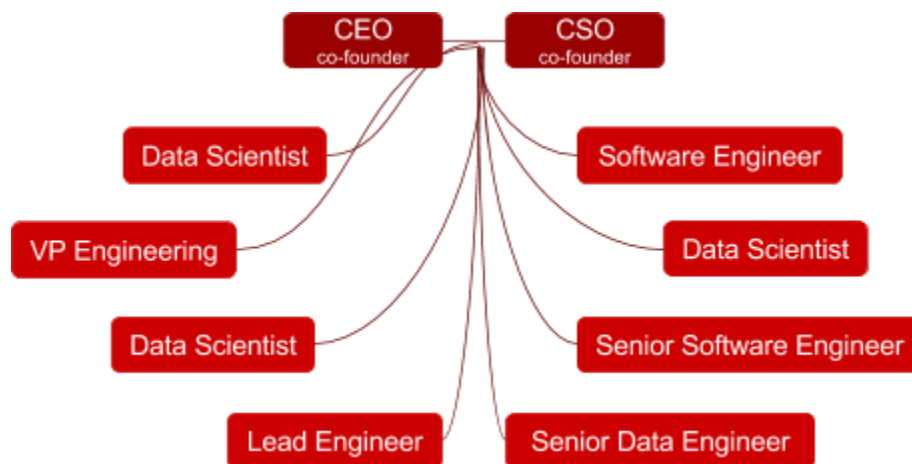 CEO
co-founder
CSO
co-founder
Data Scientist
Software Engineer
VP Engineering
Data Scientist
Data Scientist
Senior Software Engineer
Lead Engineer
Senior Data Engineer